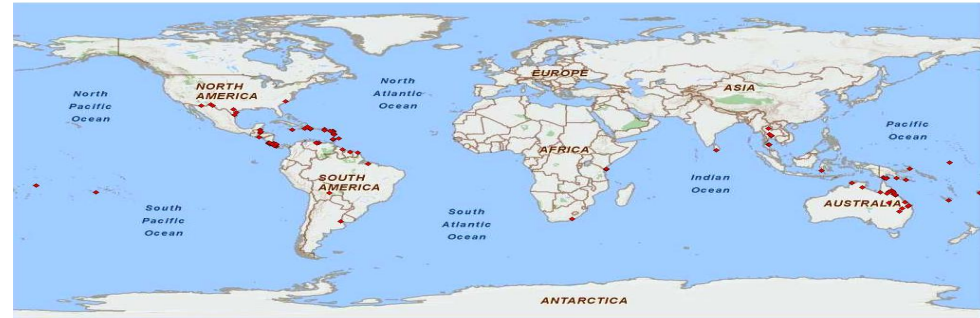 North
Pacific
Ocean
NORTH
AMERICA
North
Atlantic
Ocean
EUROPE
ASIA
Pacific
Ocean
AFRICA
SOUTH
AMERICA
Indian
Ocean
South
Pacific
Ocean
South
Atlantic
Ocean
AUSTRALIA
ANTARCTICA